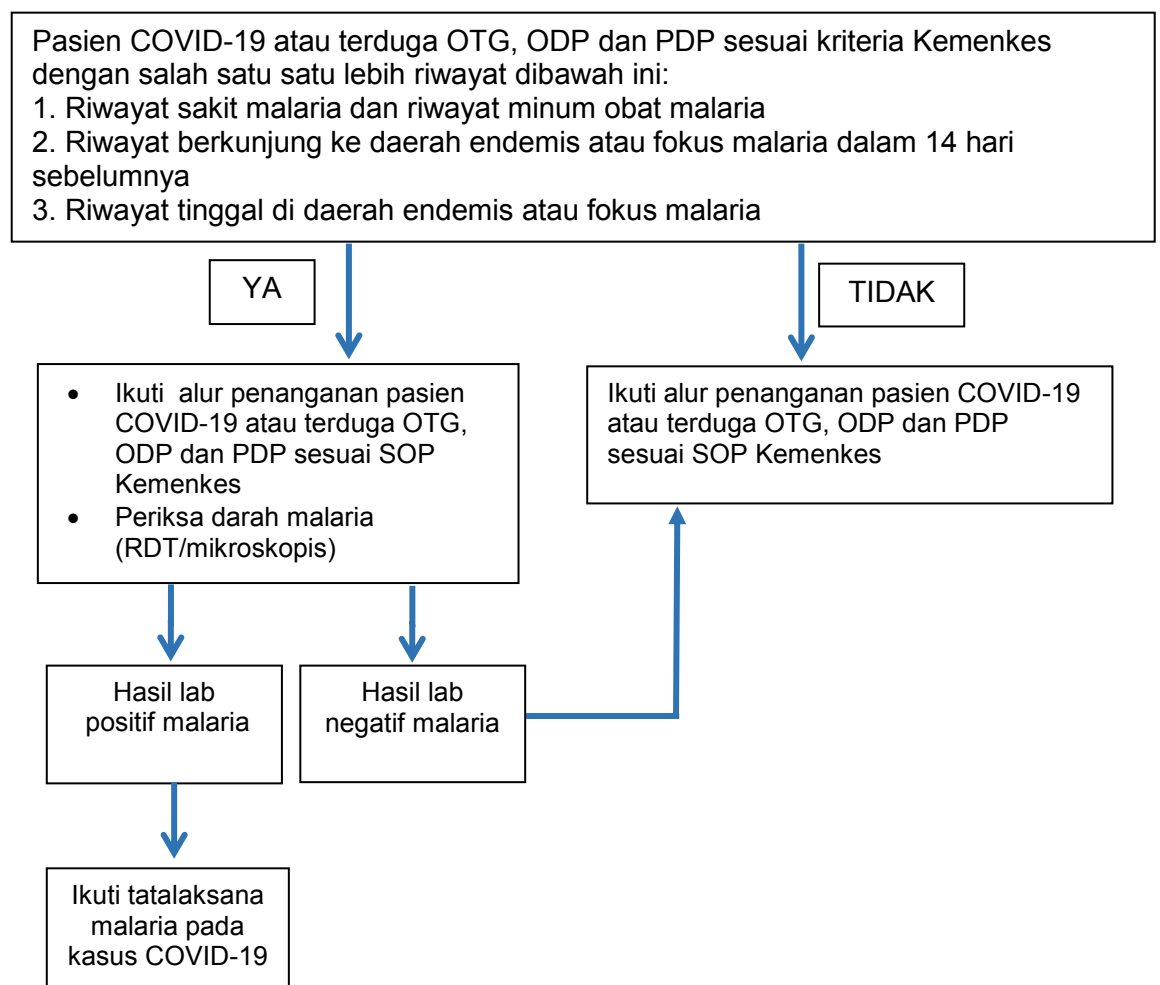 Pasien COVID-19 atau terduga OTG, ODP dan PDP sesuai kriteria Kemenkes
dengan salah satu satu lebih riwayat dibawah ini:
1. Riwayat sakit malaria dan riwayat minum obat malaria
2. Riwayat berkunjung ke daerah endemis atau fokus malaria dalam 14 hari
sebelumnya
3. Riwayat tinggal di daerah endemis atau fokus malaria
YA
TIDAK
• Ikuti alur penanganan pasien
COVID-19 atau terduga OTG,
ODP dan PDP sesuai SOP
Kemenkes
• Periksa darah malaria
(RDT/mikroskopis)
Ikuti alur penanganan pasien COVID-19
atau terduga OTG, ODP dan PDP
sesuai SOP Kemenkes
Hasil lab
positif malaria
Hasil lab
negatif malaria
Ikuti tatalaksana
malaria pada
kasus COVID-19